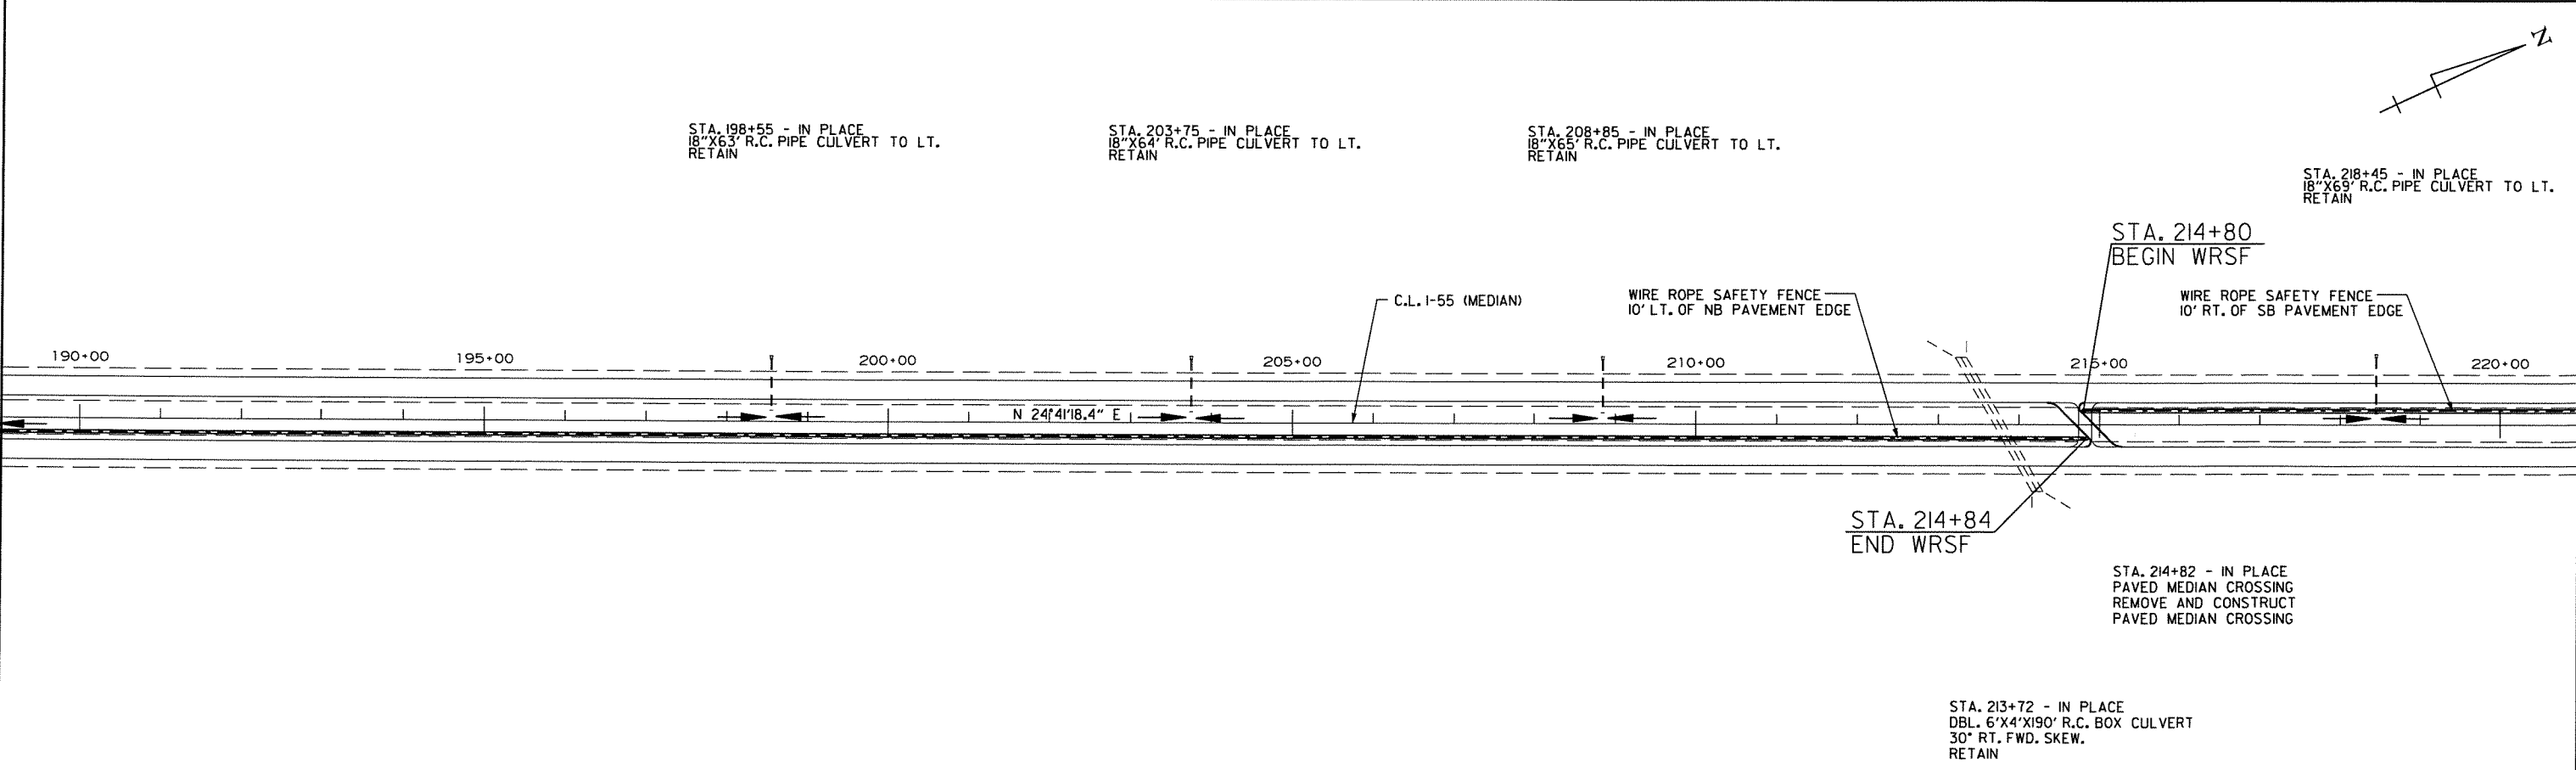 N
STA. 198+55 - IN PLACE
18"X63' R.C. PIPE CULVERT TO LT.
RETAIN
STA. 203+75 - IN PLACE
18"X64' R.C. PIPE CULVERT TO LT.
RETAIN
STA. 208+85 - IN PLACE
18"X65' R.C. PIPE CULVERT TO LT.
RETAIN
STA. 218+45 - IN PLACE
18"X69' R.C. PIPE CULVERT TO LT.
RETAIN
STA. 214+80
BEGIN WRSF
C.L. I-55 (MEDIAN)
WIRE ROPE SAFETY FENCE
10' LT. OF NB PAVEMENT EDGE
WIRE ROPE SAFETY FENCE
10' RT. OF SB PAVEMENT EDGE
190+00
195+00
200+00
205+00
210+00
215+00
220+00
N 24°41'18.4" E
STA. 214+84
END WRSF
STA. 214+82 - IN PLACE
PAVED MEDIAN CROSSING
REMOVE AND CONSTRUCT
PAVED MEDIAN CROSSING
STA. 213+72 - IN PLACE
DBL. 6'X4'X190' R.C. BOX CULVERT
30° RT. FWD. SKEW.
RETAIN